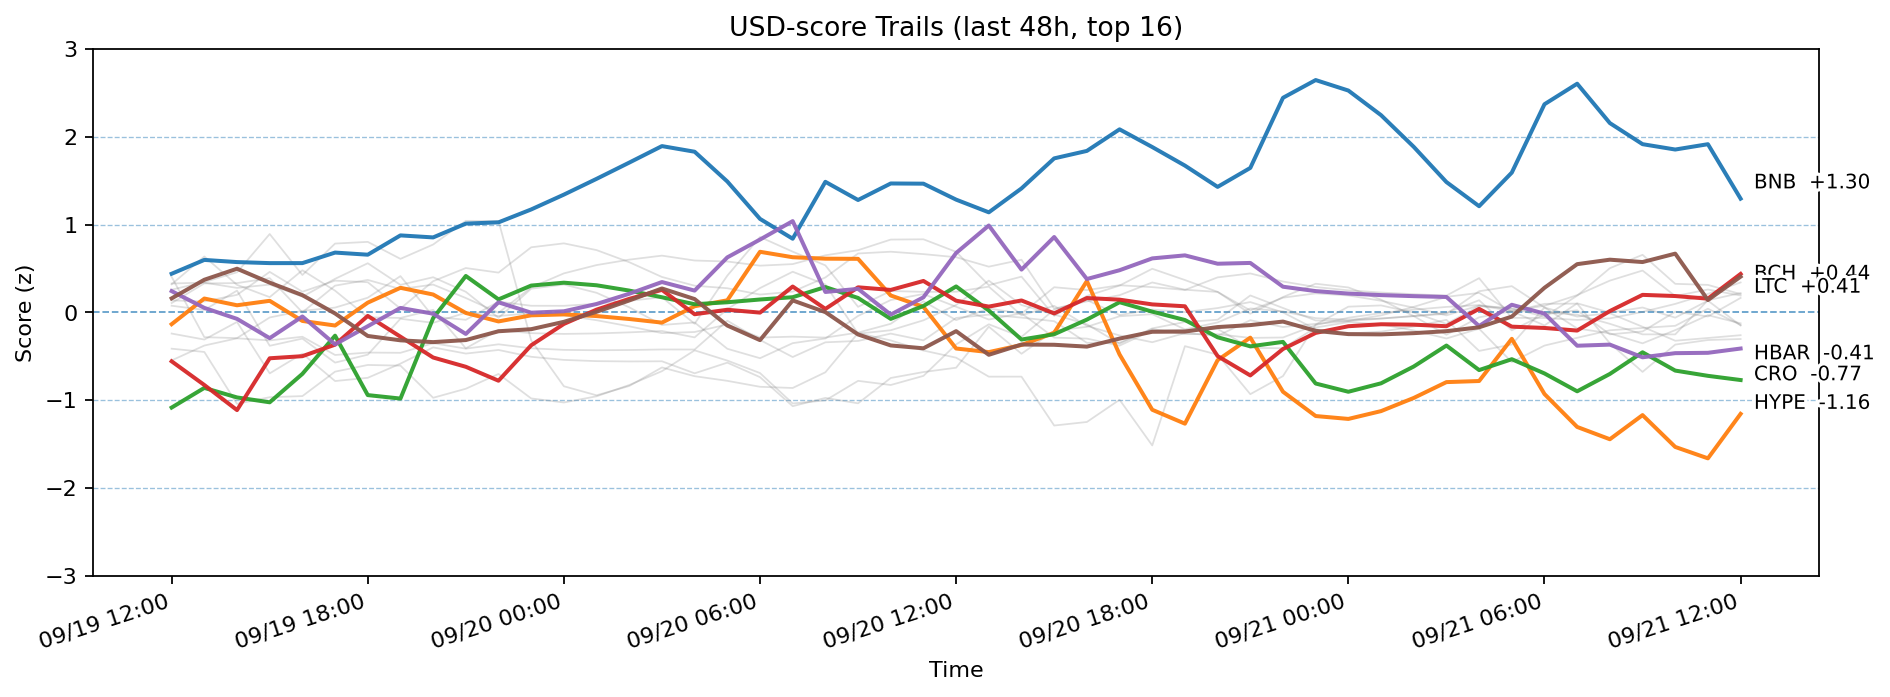 USD-score Trails (last 48h, top 16)
Score (z)
3
2
1
0
−1
−2
−3
BNB +1.30
BCH +0.44
LTC +0.41
HBAR -0.41
CRO -0.77
HYPE -1.16
09/19 12:00
09/19 18:00
09/20 00:00
09/20 06:00
09/20 12:00
09/20 18:00
09/21 00:00
09/21 06:00
09/21 12:00
Time